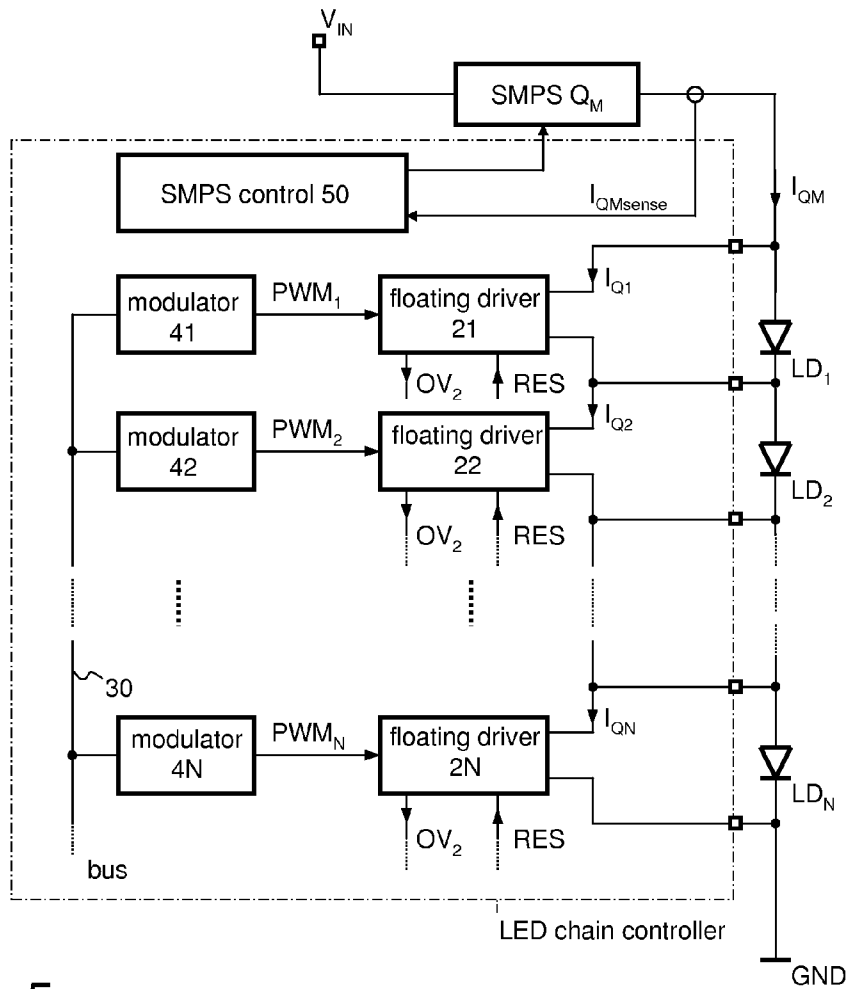 V_IN
SMPS Q_M
SMPS control 50
I_QMsense
I_QM
I_Q1
modulator
41
PWM_1
floating driver
21
OV_2
RES
LD_1
I_Q2
modulator
42
PWM_2
floating driver
22
OV_2
RES
LD_2
30
I_QN
modulator
4N
PWM_N
floating driver
2N
OV_2
RES
LD_N
bus
LED chain controller
GND